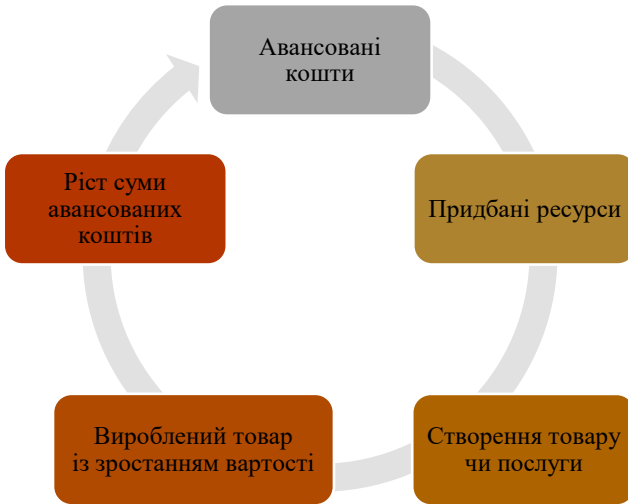 Авансовані
кошти
Придбані ресурси
Створення товару
чи послуги
Вироблений товар
із зростанням вартості
Ріст суми
авансованих
коштів